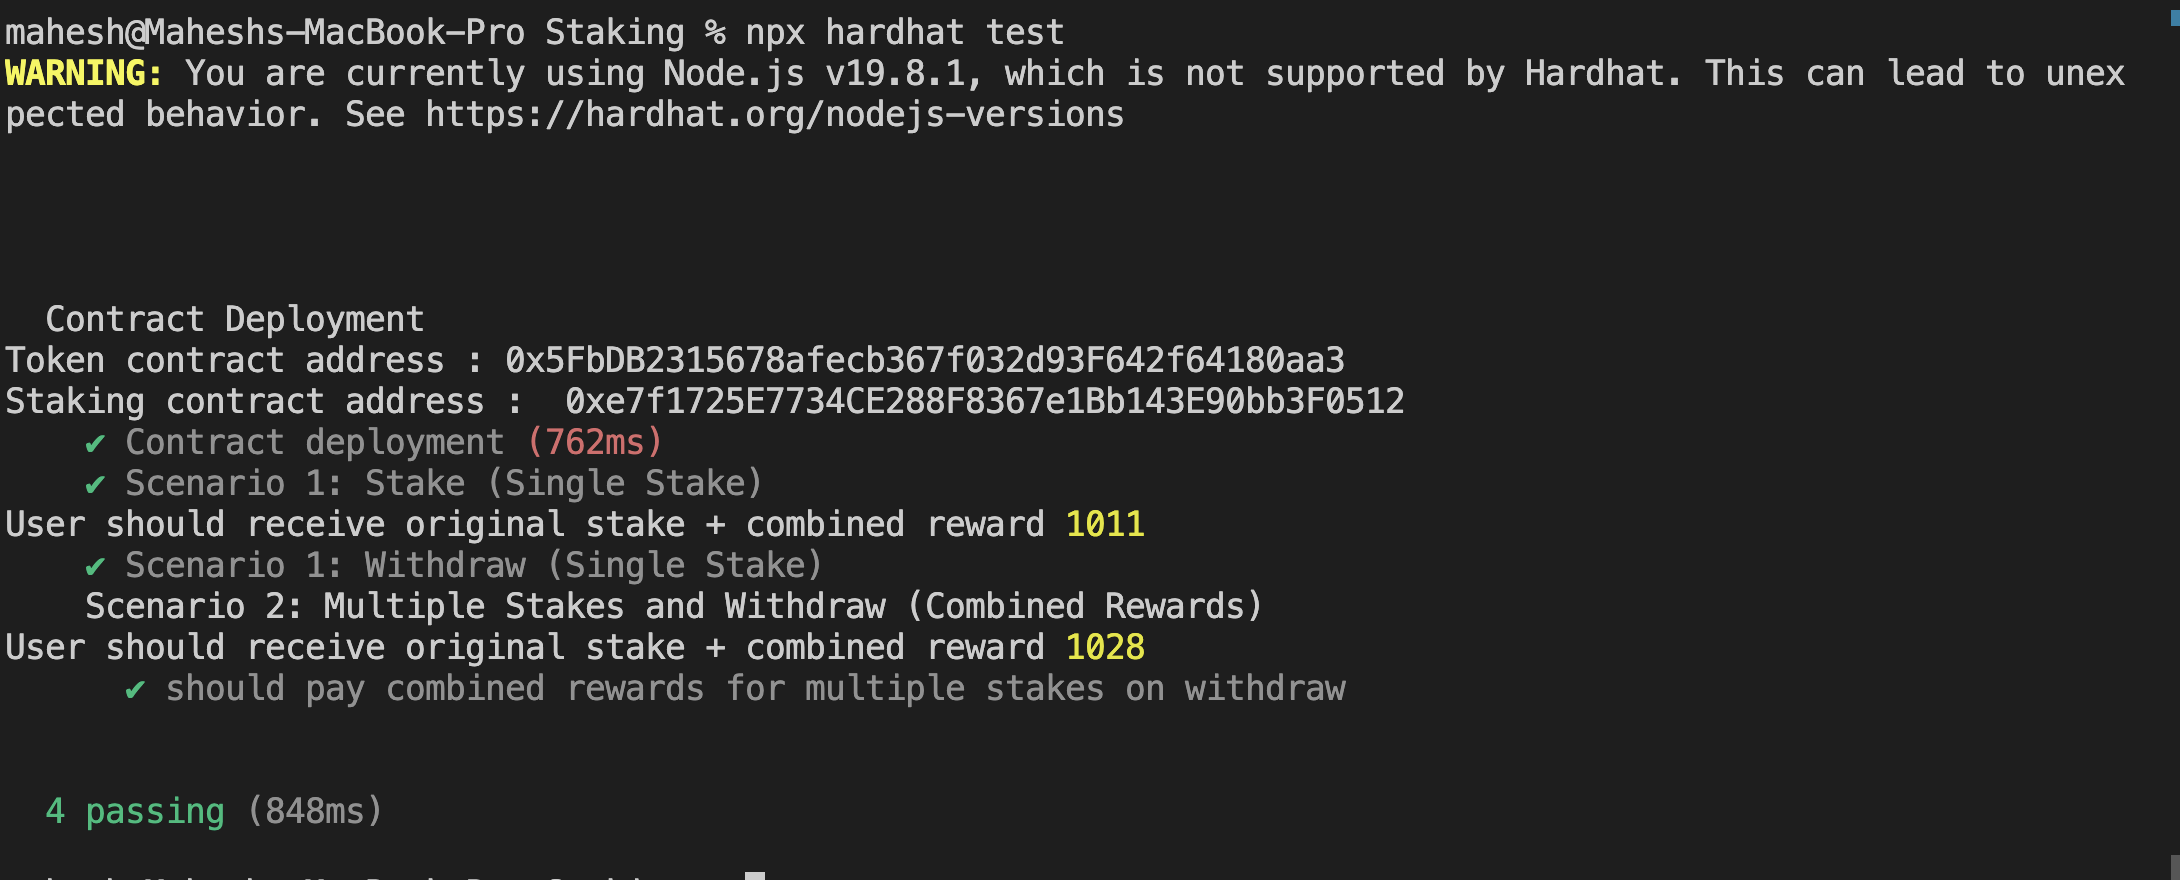 mahesh@Maheshs-MacBook-Pro Staking % npx hardhat test
WARNING: You are currently using Node.js v19.8.1, which is not supported by Hardhat. This can lead to unex
pected behavior. See https://hardhat.org/nodejs-versions
Contract Deployment
Token contract address : 0x5FbDB2315678afecb367f032d93F642f64180aa3
Staking contract address :  0xe7f1725E7734CE288F8367e1Bb143E90bb3F0512
✔ Contract deployment (762ms)
✔ Scenario 1: Stake (Single Stake)
User should receive original stake + combined reward 1011
✔ Scenario 1: Withdraw (Single Stake)
Scenario 2: Multiple Stakes and Withdraw (Combined Rewards)
User should receive original stake + combined reward 1028
✔ should pay combined rewards for multiple stakes on withdraw
4 passing (848ms)